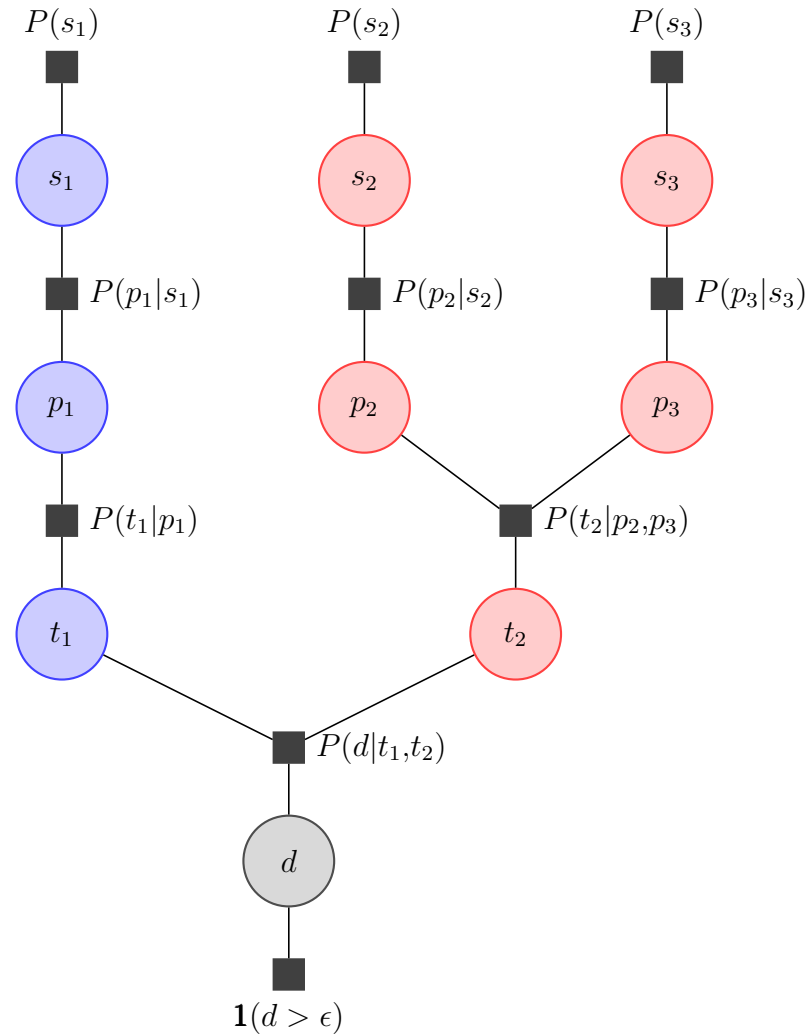 P(s₁) P(s₂) P(s₃)
s₁ s₂ s₃
P(p₁|s₁) P(p₂|s₂) P(p₃|s₃)
p₁ p₂ p₃
P(t₁|p₁) P(t₂|p₂,p₃)
t₁ t₂
P(d|t₁,t₂)
d
𝟏(d > ϵ)